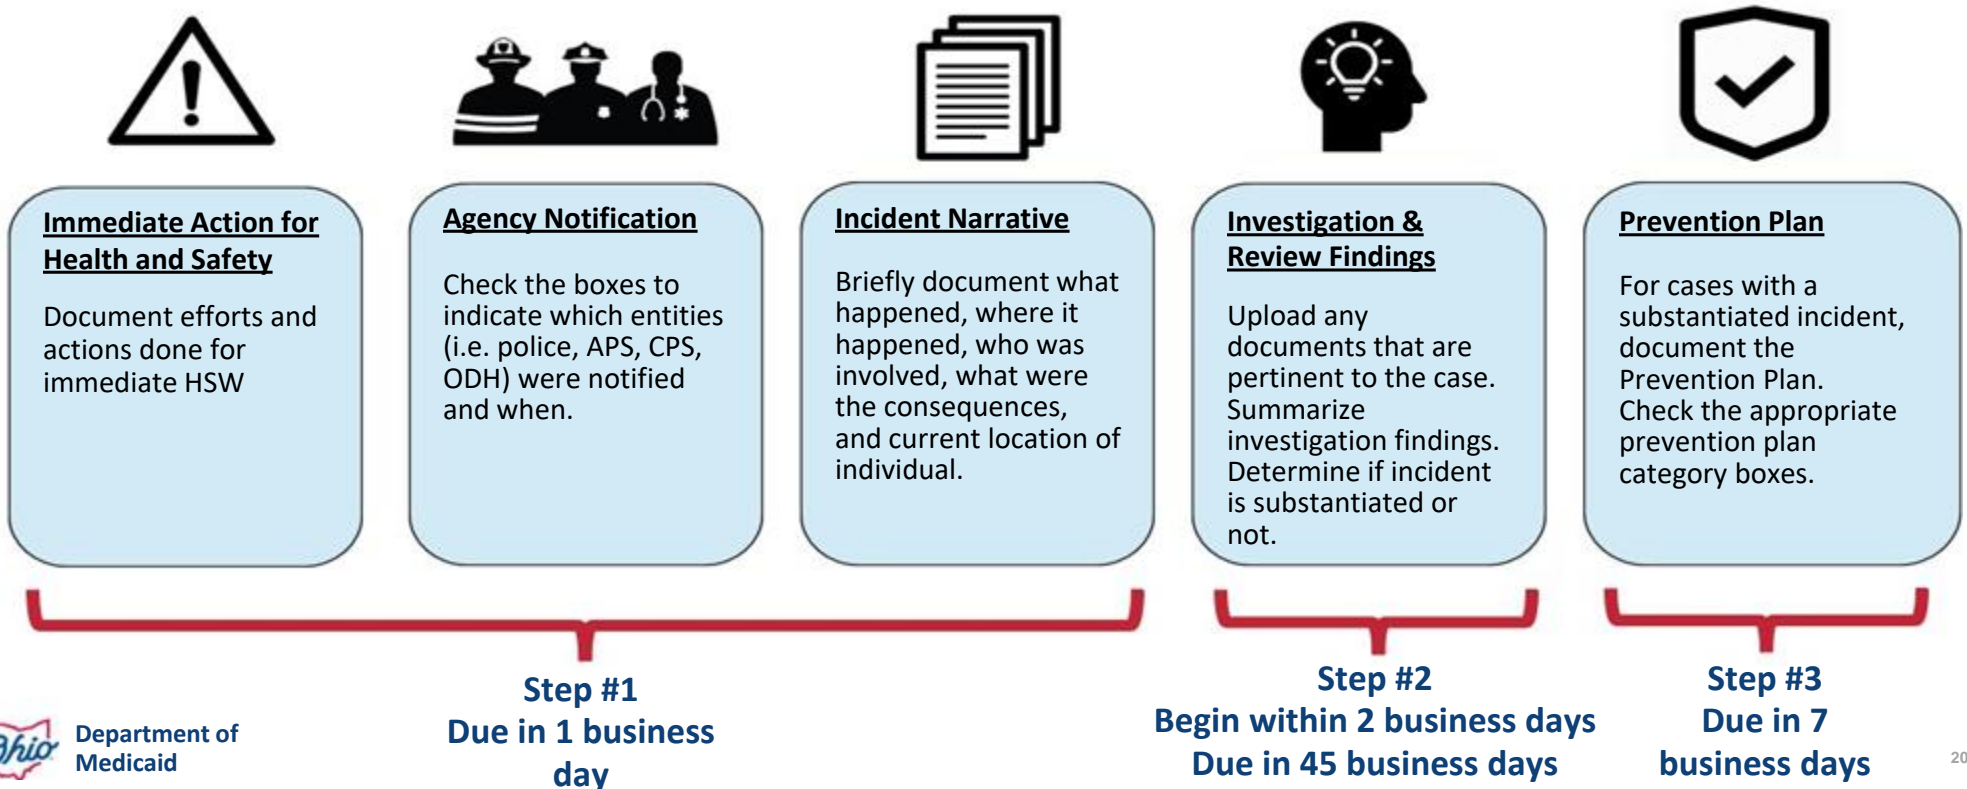 Immediate Action for
Health and Safety
Document efforts and
actions done for
immediate HSW
Agency Notification
Check the boxes to
indicate which entities
(i.e. police, APS, CPS,
ODH) were notified
and when.
Incident Narrative
Briefly document what
happened, where it
happened, who was
involved, what were
the consequences,
and current location of
individual.
Investigation &
Review Findings
Upload any
documents that are
pertinent to the case.
Summarize
investigation findings.
Determine if incident
is substantiated or
not.
Prevention Plan
For cases with a
substantiated incident,
document the
Prevention Plan.
Check the appropriate
prevention plan
category boxes.
Step #1
Due in 1 business
day
Step #2
Begin within 2 business days
Due in 45 business days
Step #3
Due in 7
business days
Ohio
Department of
Medicaid
20